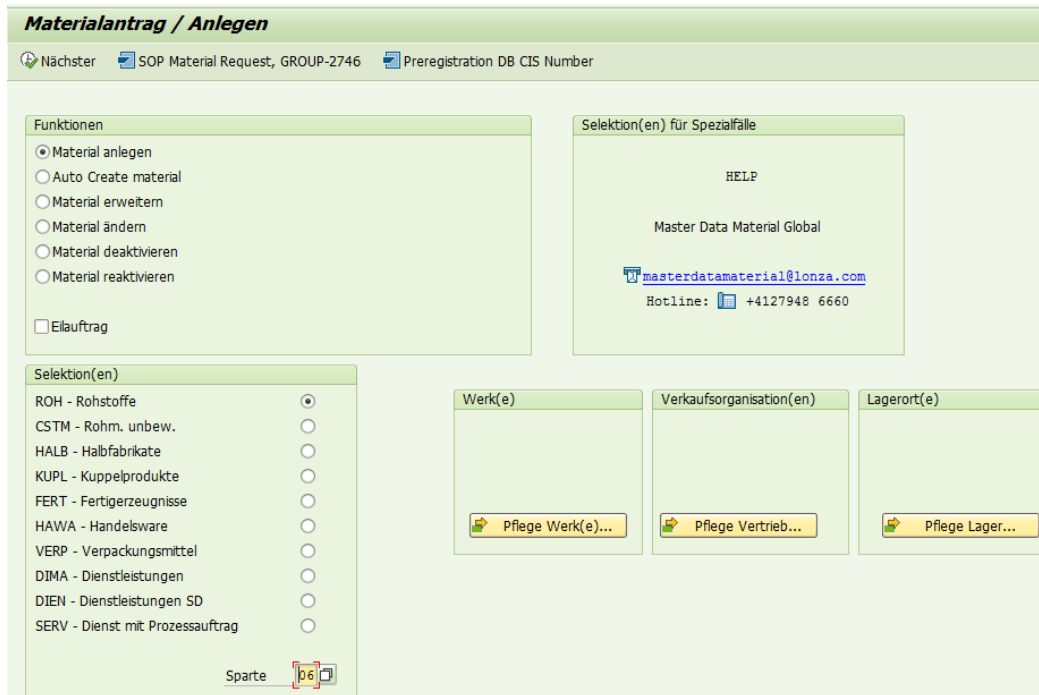 Materialantrag / Anlegen
Nächster SOP Material Request, GROUP-2746 Preregistration DB CIS Number
Funktionen
Material anlegen
Auto Create material
Material erweitern
Material ändern
Material deaktivieren
Material reaktivieren
Eilauftrag
Selektion(en) für Spezialfälle
HELP
Master Data Material Global
masterdatamaterial@lonza.com
Hotline: +4127948 6660
Selektion(en)
ROH - Rohstoffe
CSTM - Rohm. unbew.
HALB - Halbfabrikate
KUPL - Kuppelprodukte
FERT - Fertigerzeugnisse
HAWA - Handelsware
VERP - Verpackungsmittel
DIMA - Dienstleistungen
DIEN - Dienstleistungen SD
SERV - Dienst mit Prozessauftrag
Sparte 06
Werk(e)
Pflege Werk(e)...
Verkaufsorganisation(en)
Pflege Vertrieb...
Lagerort(e)
Pflege Lager...